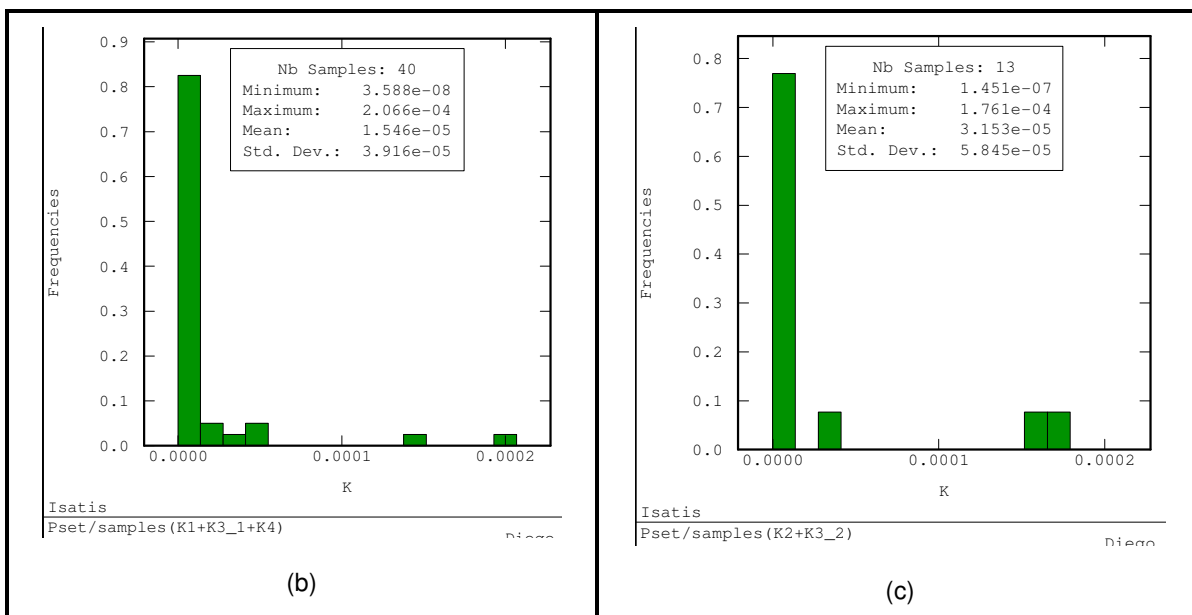 0.9
0.8
0.7
0.6
0.5
0.4
0.3
0.2
0.1
0.0
Frequencies
Nb Samples: 40
Minimum: 3.588e-08
Maximum: 2.066e-04
Mean: 1.546e-05
Std. Dev.: 3.916e-05
0.0000 0.0001 0.0002
K
Isatis
Pset/samples(K1+K3_1+K4)
Diego
(b)
0.8
0.7
0.6
0.5
0.4
0.3
0.2
0.1
0.0
Frequencies
Nb Samples: 13
Minimum: 1.451e-07
Maximum: 1.761e-04
Mean: 3.153e-05
Std. Dev.: 5.845e-05
0.0000 0.0001 0.0002
K
Isatis
Pset/samples(K2+K3_2)
Diego
(c)